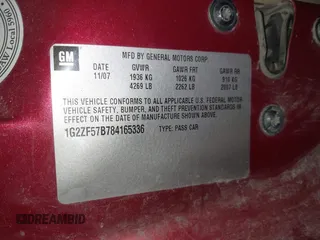 GM
MFD BY GENERAL MOTORS CORP
DATE GVWR GAWR FRT GAWR RR
11/07 1936 KG 1026 KG 910 KG
4269 LB 2262 LB 2007 LB
THIS VEHICLE CONFORMS TO ALL APPLICABLE U.S. FEDERAL MOTOR
VEHICLE SAFETY, BUMPER, AND THEFT PREVENTION STANDARDS IN
EFFECT ON THE DATE OF MANUFACTURE SHOWN ABOVE.
1G2ZF57B784165336 TYPE: PASS CAR
DREAMBID